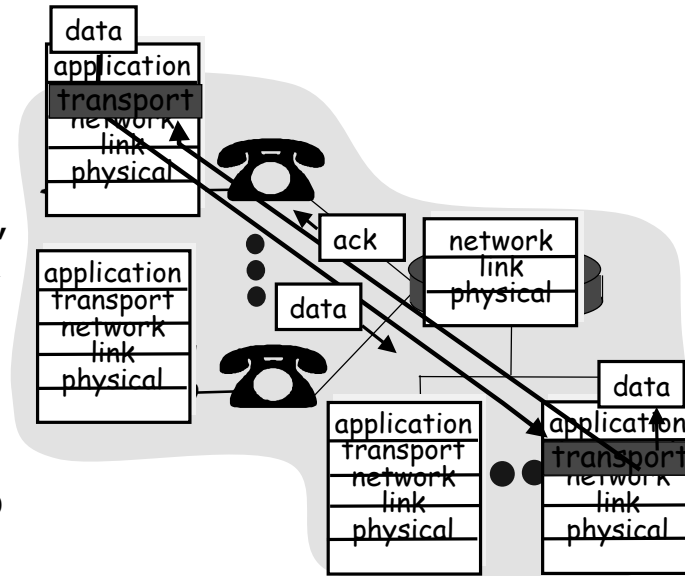 data
application
transport
network
link
physical
ack
network
link
physical
application
transport
network
link
physical
data
data
application
transport
network
link
physical
application
transport
network
link
physical